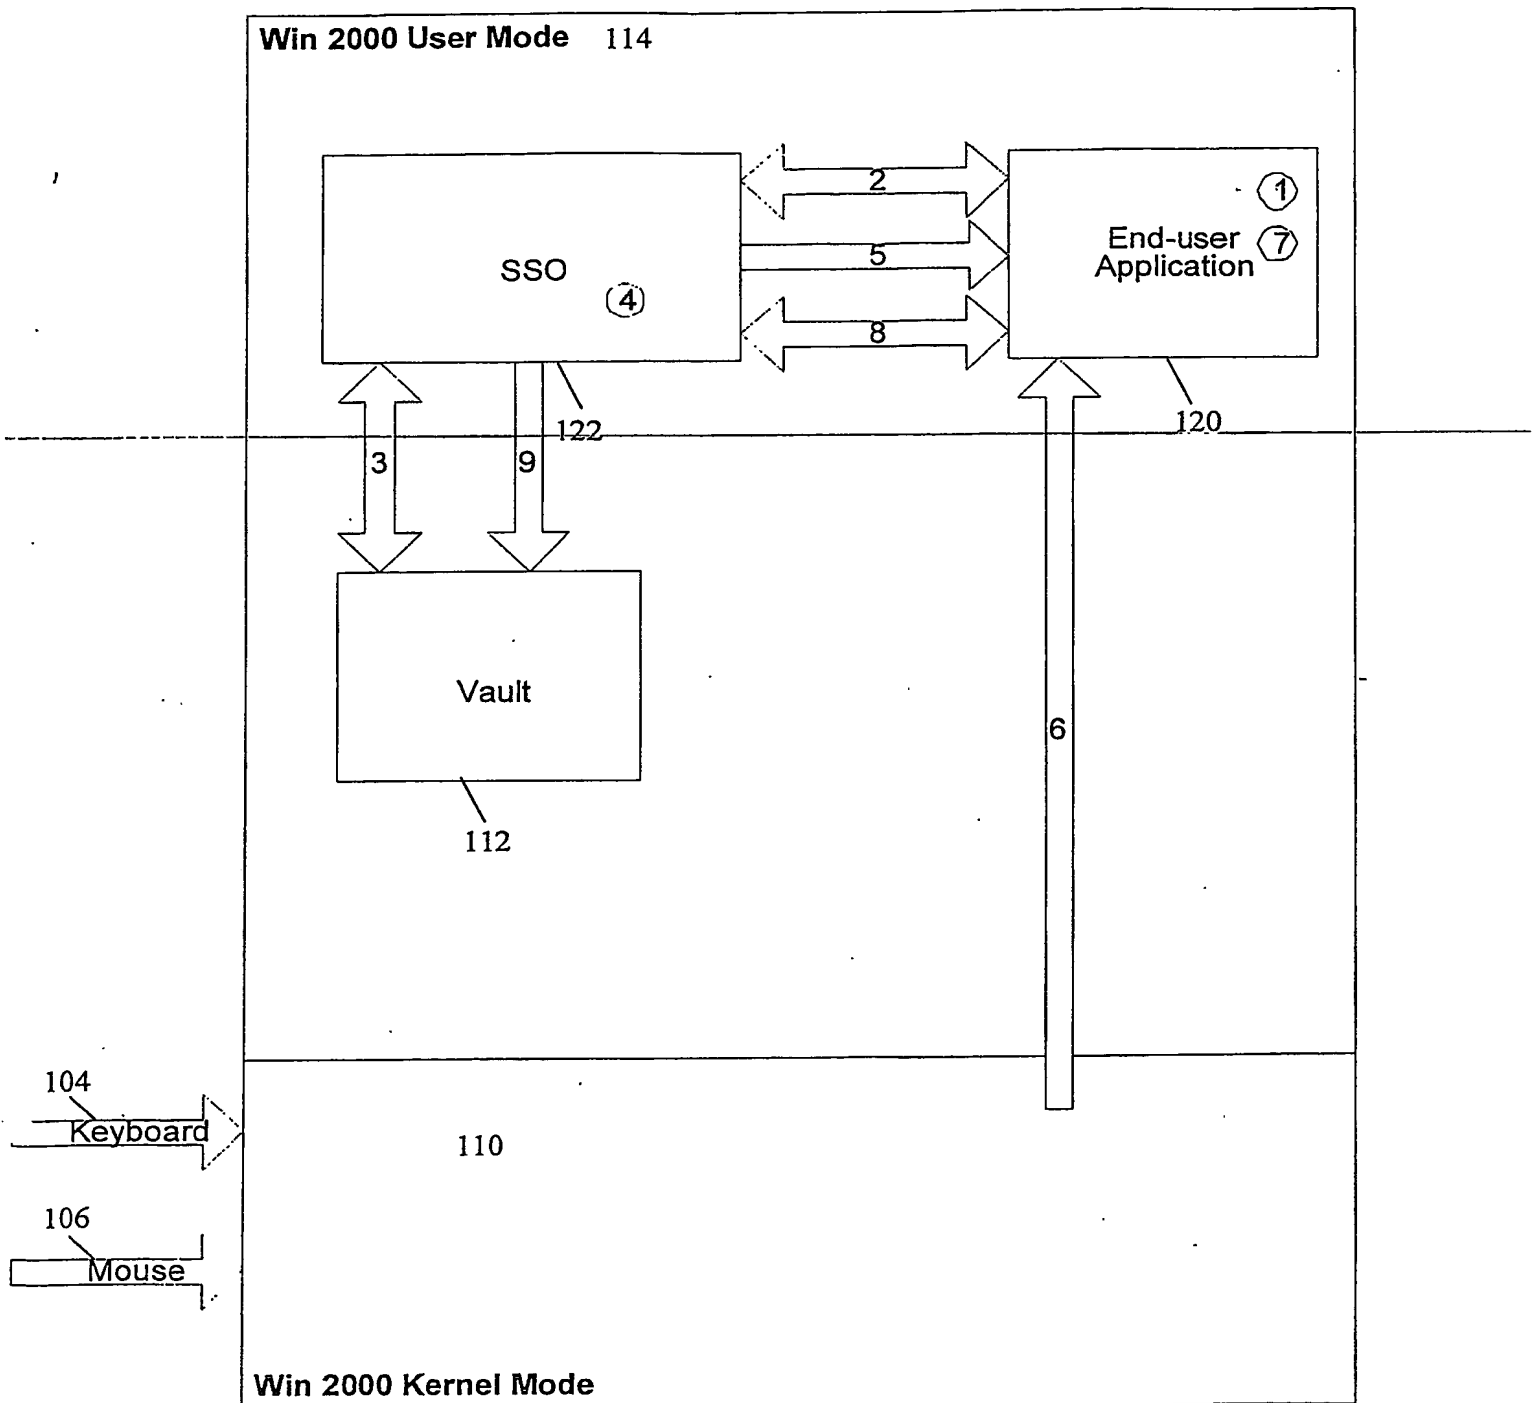 Win 2000 User Mode 114
2
1
End-user
7
Application
5
SSO
4
8
122
120
3
9
Vault
6
112
104
Keyboard
110
106
Mouse
Win 2000 Kernel Mode